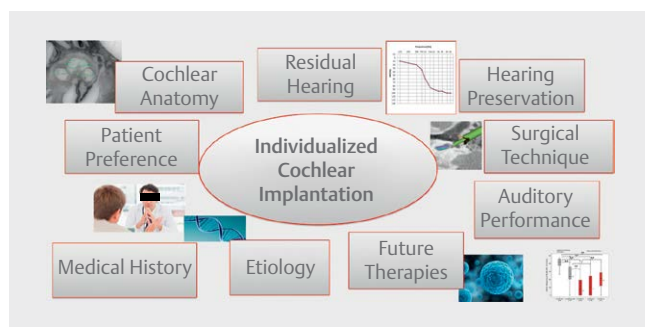 Cochlear
Anatomy
Residual
Hearing
Hearing
Preservation
Patient
Preference
Individualized
Cochlear
Implantation
Surgical
Technique
Auditory
Performance
Medical History
Etiology
Future
Therapies